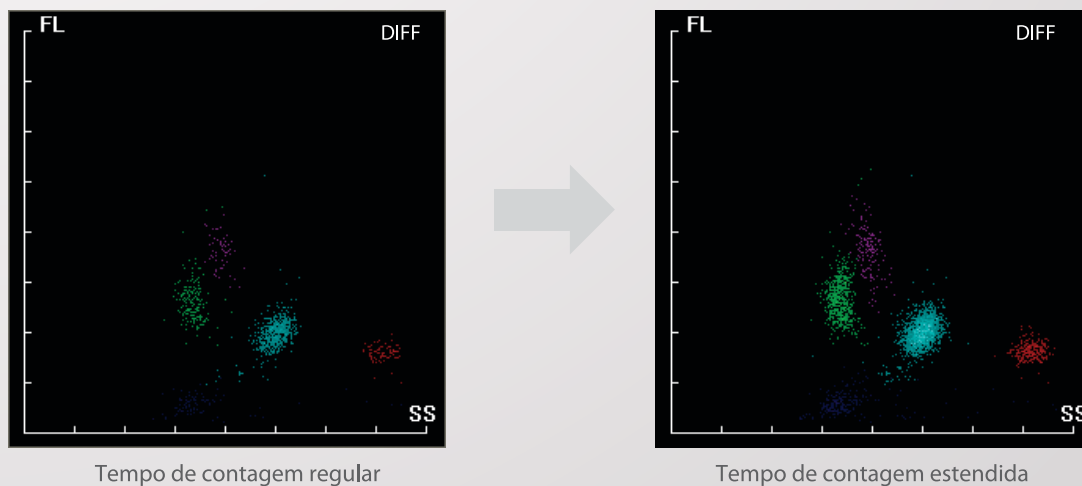 FL
DIFF
SS
Tempo de contagem regular
FL
DIFF
SS
Tempo de contagem estendida